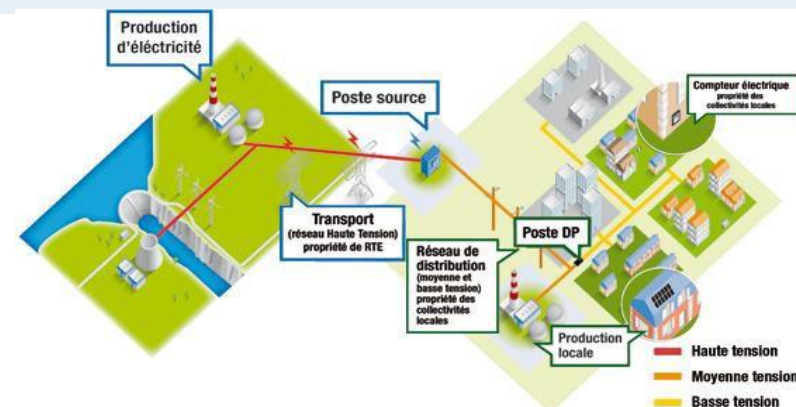 Production
d'éléctricité
Poste source
Compteur électrique
propriété des
collectivités locales
Transport
(réseau Haute Tension)
propriété de RTE
Poste DP
Réseau de
distribution
(moyenne et
basse tension)
propriété des
collectivités
locales
Production
locale
Haute tension
Moyenne tension
Basse tension